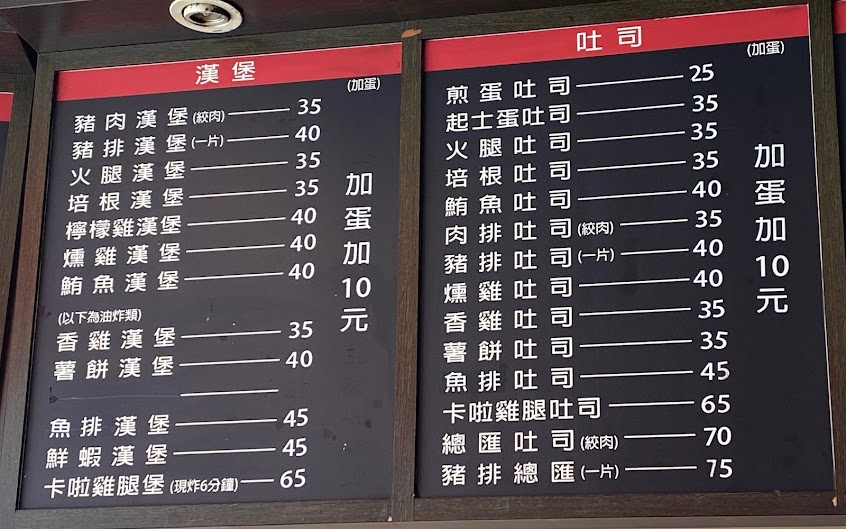 漢堡
(加蛋)
豬肉漢堡(絞肉) 35
豬排漢堡(一片) 40
火腿漢堡 35
培根漢堡 35
檸檬雞漢堡 40
燻雞漢堡 40
鮪魚漢堡 40
(以下為油炸類)
香雞漢堡 35
薯餅漢堡 40
魚排漢堡 45
鮮蝦漢堡 45
卡啦雞腿堡(現炸6分鐘) 65
加蛋加10元
吐司
(加蛋)
煎蛋吐司 25
起士蛋吐司 35
火腿吐司 35
培根吐司 35
鮪魚吐司 40
肉排吐司(絞肉) 35
豬排吐司(一片) 40
燻雞吐司 40
香雞吐司 35
薯餅吐司 35
魚排吐司 45
卡啦雞腿吐司 65
總匯吐司(絞肉) 70
豬排總匯(一片) 75
加蛋加10元